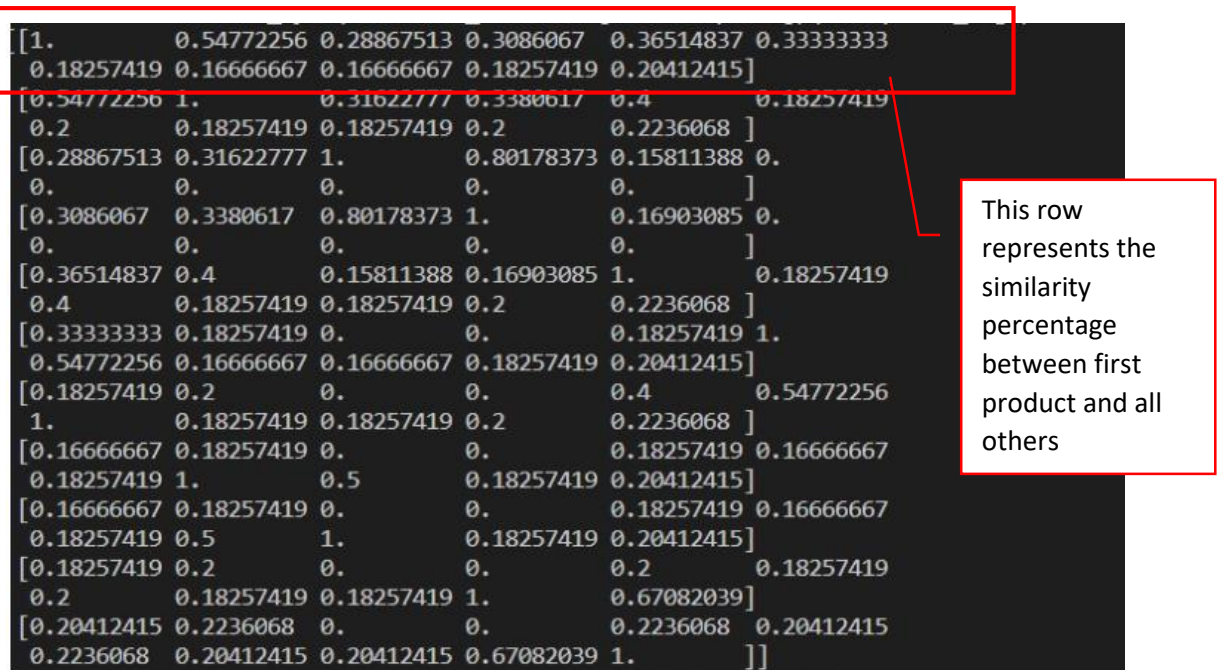 [[1.         0.54772256 0.28867513 0.3086067  0.36514837 0.33333333
  0.18257419 0.16666667 0.16666667 0.18257419 0.20412415]
 [0.54772256 1.         0.31622777 0.3380617  0.4        0.18257419
  0.2        0.18257419 0.18257419 0.2        0.2236068 ]
 [0.28867513 0.31622777 1.         0.80178373 0.15811388 0.
  0.         0.         0.         0.         0.        ]
 [0.3086067  0.3380617  0.80178373 1.         0.16903085 0.
  0.         0.         0.         0.         0.        ]
 [0.36514837 0.4        0.15811388 0.16903085 1.         0.18257419
  0.4        0.18257419 0.18257419 0.2        0.2236068 ]
 [0.33333333 0.18257419 0.         0.         0.18257419 1.
  0.54772256 0.16666667 0.16666667 0.18257419 0.20412415]
 [0.18257419 0.2        0.         0.         0.4        0.54772256
  1.         0.18257419 0.18257419 0.2        0.2236068 ]
 [0.16666667 0.18257419 0.         0.         0.18257419 0.16666667
  0.18257419 1.         0.5        0.18257419 0.20412415]
 [0.16666667 0.18257419 0.         0.         0.18257419 0.16666667
  0.18257419 0.5        1.         0.18257419 0.20412415]
 [0.18257419 0.2        0.         0.         0.2        0.18257419
  0.2        0.18257419 0.18257419 1.         0.67082039]
 [0.20412415 0.2236068  0.         0.         0.2236068  0.20412415
  0.2236068  0.20412415 0.20412415 0.67082039 1.        ]]
This row
represents the
similarity
percentage
between first
product and all
others